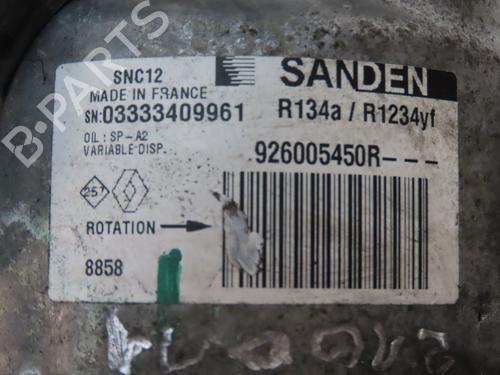 B-PARTS
SNC12
SANDEN
MADE IN FRANCE
SN:03333409961
R134a / R1234yf
OIL : SP-A2
VARIABLE DISP.
926005450R---
257
ROTATION
8858